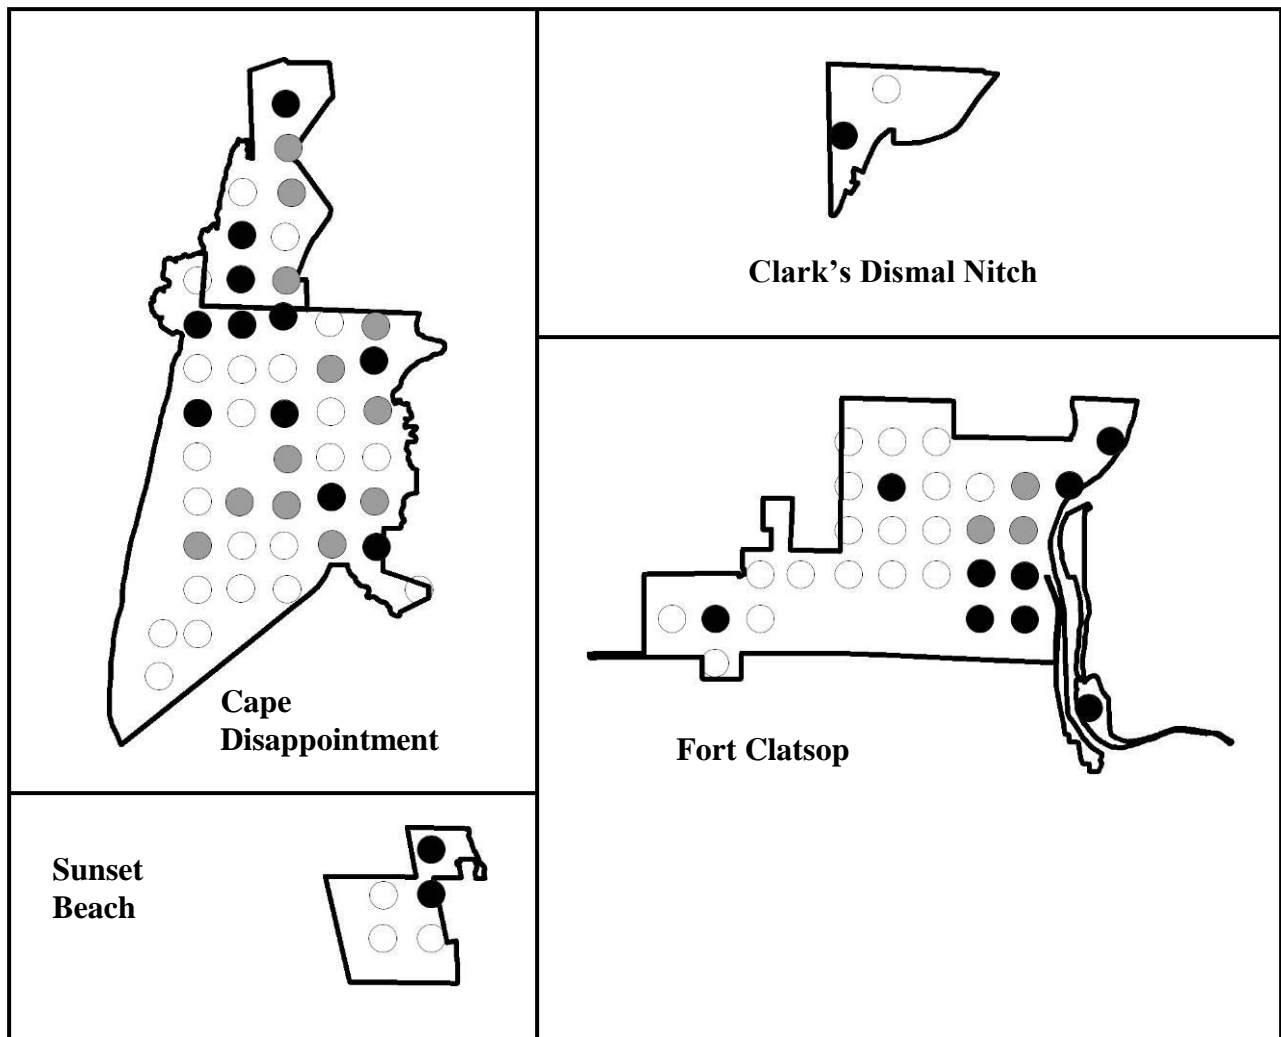 Clark's Dismal Nitch
Cape
Disappointment
Fort Clatsop
Sunset
Beach